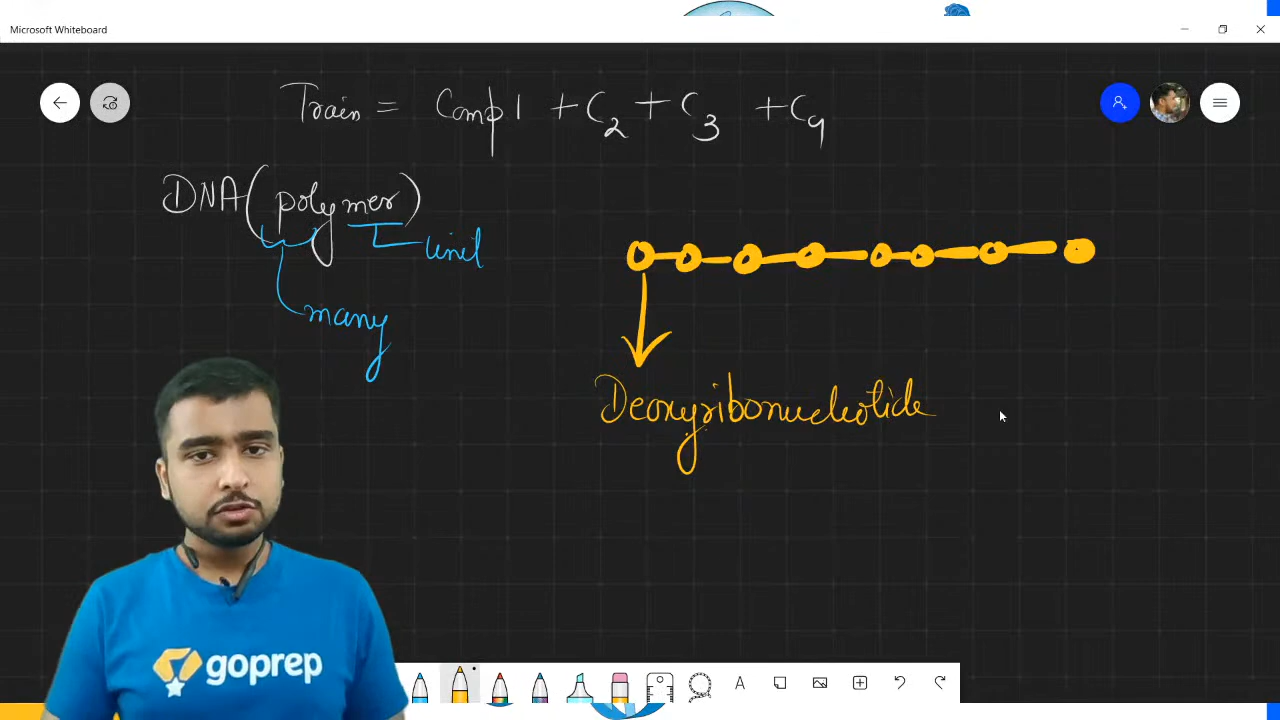 Microsoft Whiteboard
Train = Comp 1 + C2 + C3 + C4
DNA (polymer)
unit
many
Deoxyribonucleotide
goprep